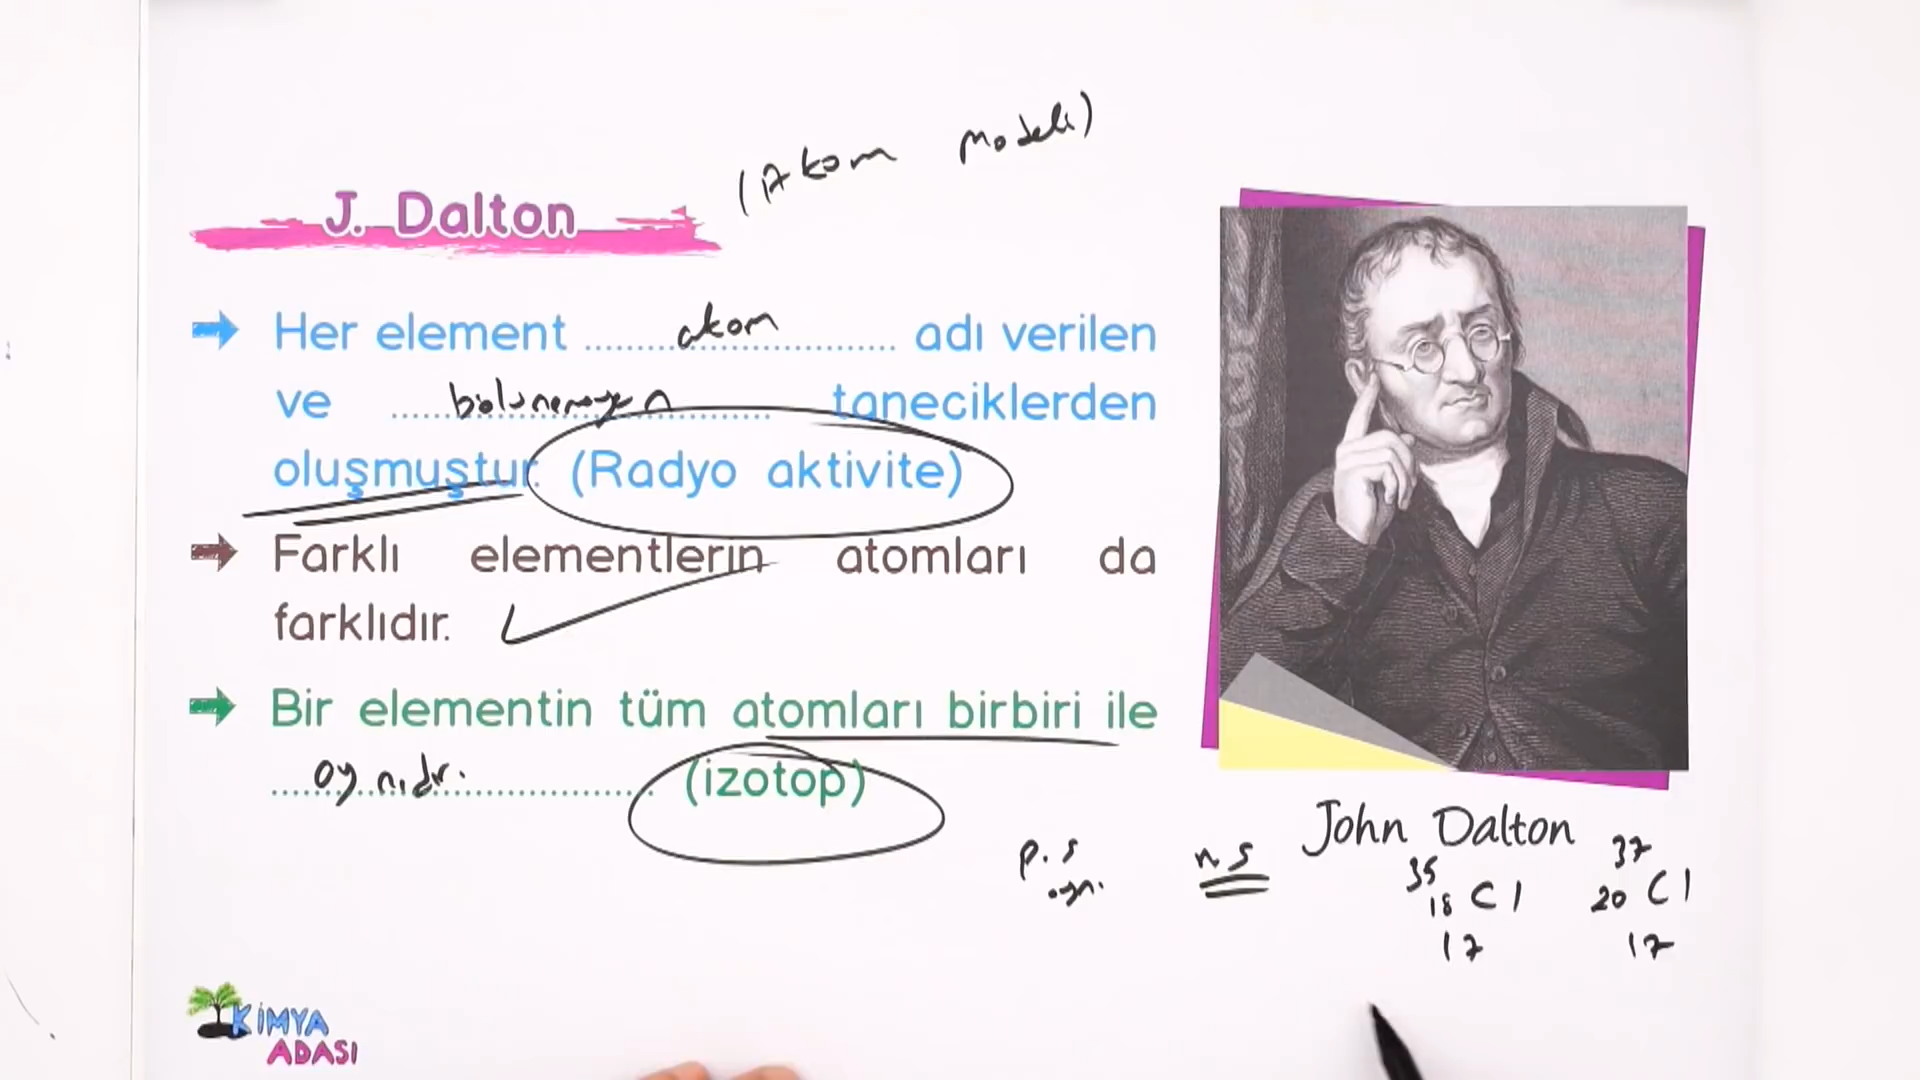 (Atom Modeli)
J. Dalton
Her element atom adı verilen
ve bölünemeyen taneciklerden
oluşmuştur. (Radyo aktivite)
Farklı elementlerin atomları da
farklıdır.
Bir elementin tüm atomları birbiri ile
aynıdır. (izotop)
John Dalton
p.s ns
ayn.
35 37
18 Cl 20 Cl
17 17
KİMYA
ADASI